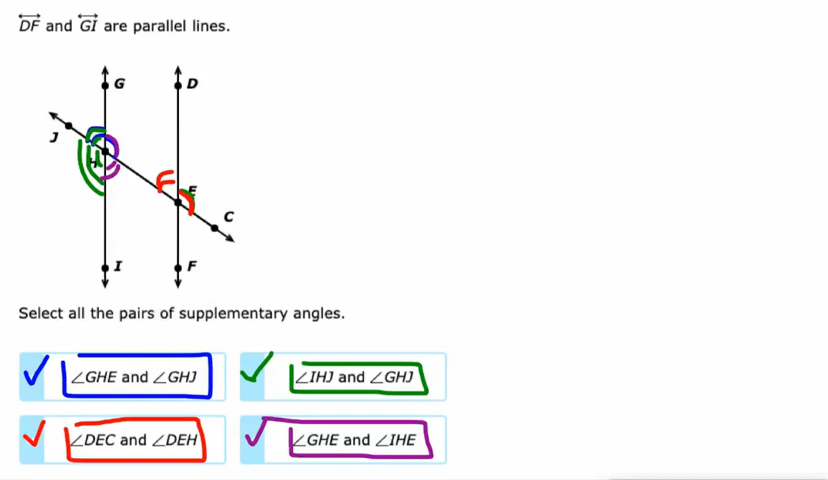 DF and GI are parallel lines.
G D
J
H
E
C
I F
Select all the pairs of supplementary angles.
∠GHE and ∠GHJ ∠IHJ and ∠GHJ
∠DEC and ∠DEH ∠GHE and ∠IHE